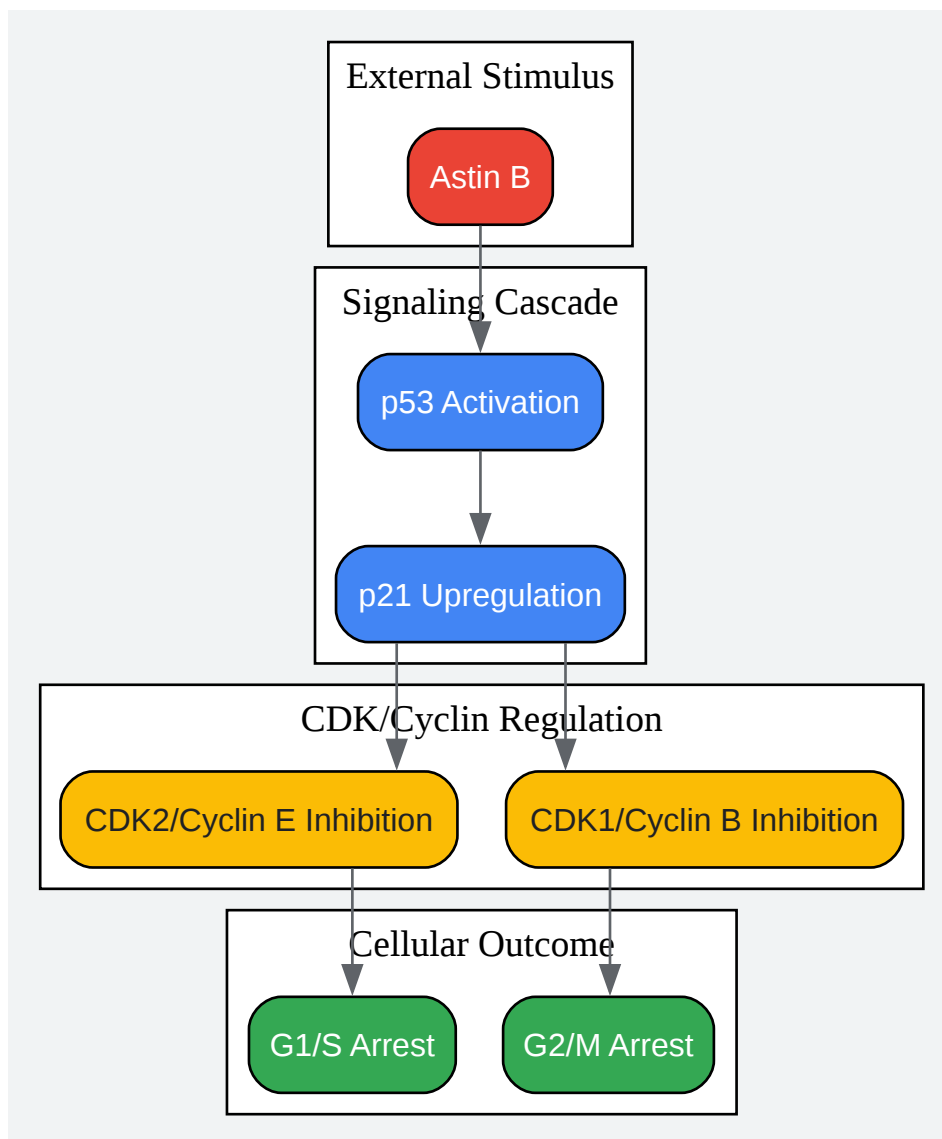 External Stimulus
Astin B
Signaling Cascade
p53 Activation
p21 Upregulation
CDK/Cyclin Regulation
CDK2/Cyclin E Inhibition
CDK1/Cyclin B Inhibition
Cellular Outcome
G1/S Arrest
G2/M Arrest